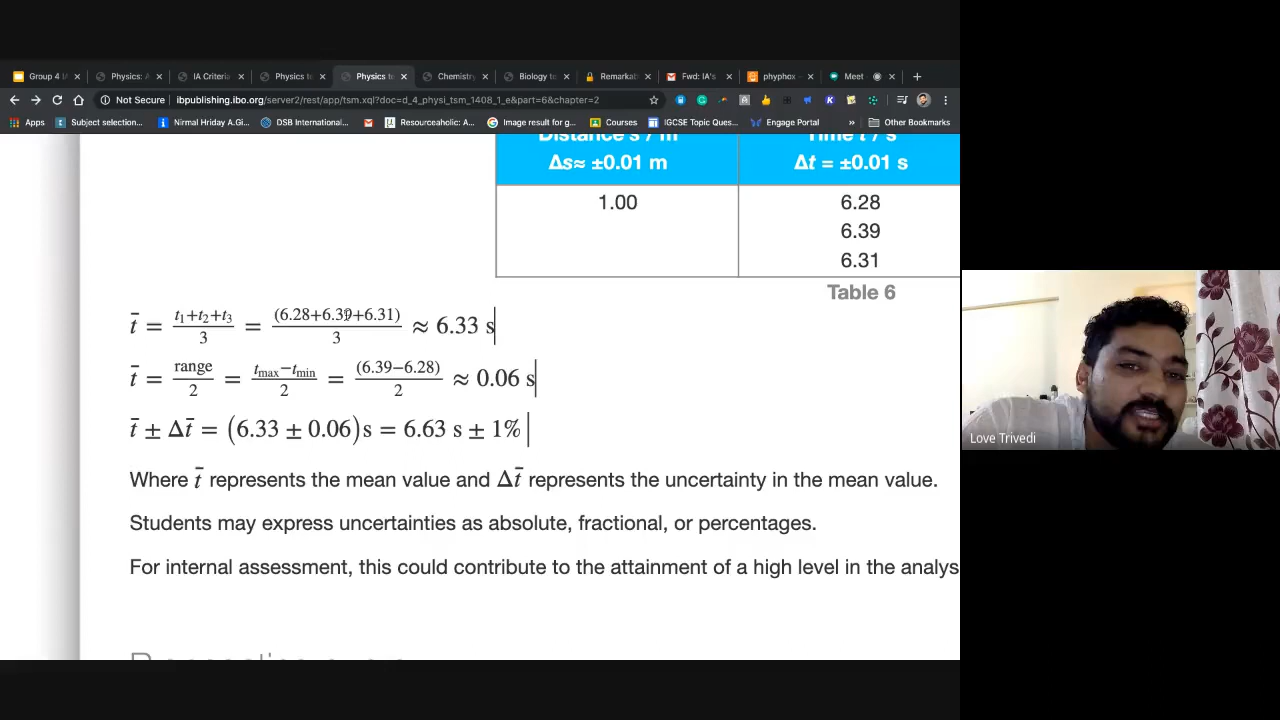 Group 4 I
Physics: A
IA Criteria
Physics te
Physics te
Chemistry
Biology te
Remarkab
Fwd: IA's
phyphox –
Meet
Not Secure | ibpublishing.ibo.org/server2/rest/app/tsm.xql?doc=d_4_physi_tsm_1408_1_e&part=6&chapter=2
Apps
Subject selection...
Nirmal Hriday A.Gi...
DSB International...
Resourceaholic: A...
Image result for g...
Courses
IGCSE Topic Ques...
Engage Portal
»
Other Bookmarks
Distance s / m Time t / s
Δs≈ ±0.01 m Δt = ±0.01 s
1.00 6.28
6.39
6.31
Table 6
t̄ = (t₁+t₂+t₃)/3 = (6.28+6.39+6.31)/3 ≈ 6.33 s
t̄ = range/2 = (tmax−tmin)/2 = (6.39−6.28)/2 ≈ 0.06 s
t̄ ± Δt̄ = (6.33 ± 0.06)s = 6.63 s ± 1%
Where t̄ represents the mean value and Δt̄ represents the uncertainty in the mean value.
Students may express uncertainties as absolute, fractional, or percentages.
For internal assessment, this could contribute to the attainment of a high level in the analys
Love Trivedi